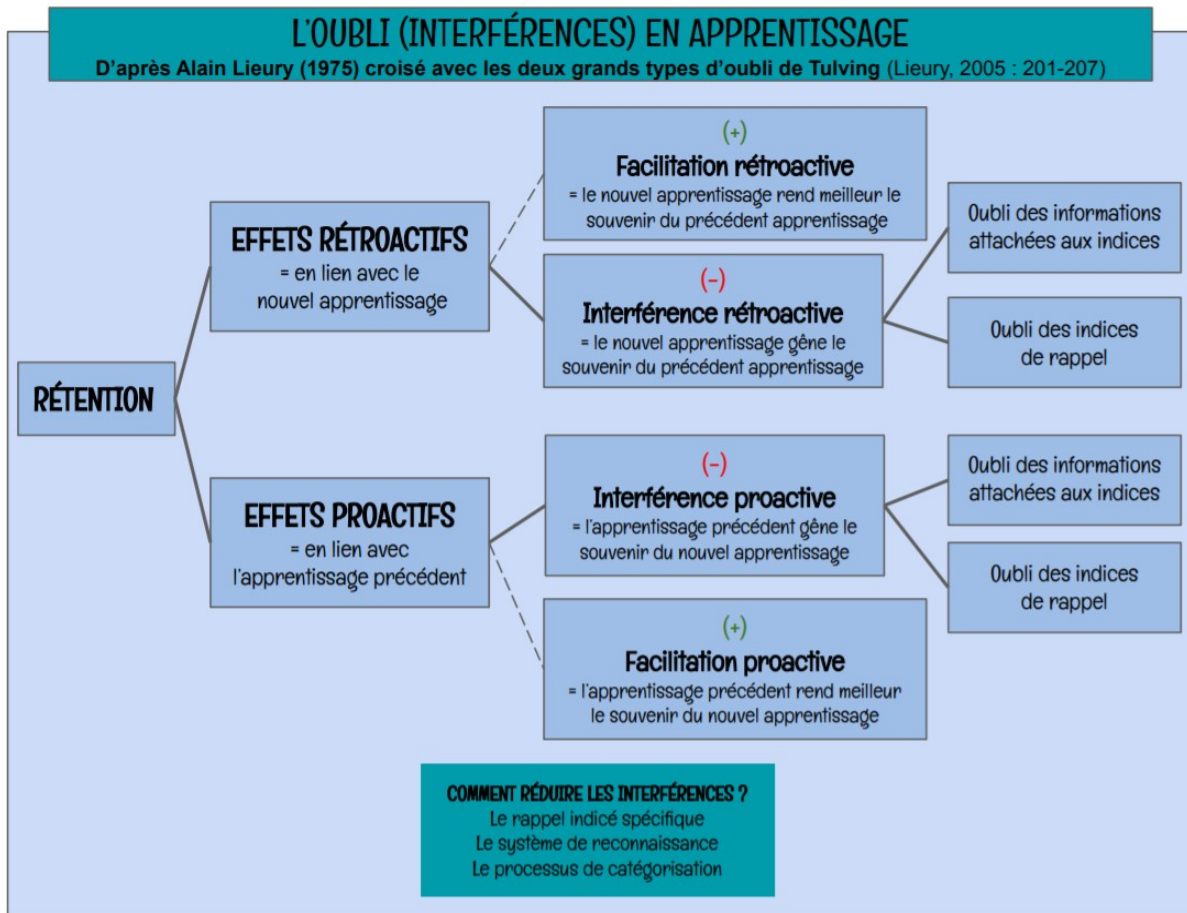 L'OUBLI (INTERFÉRENCES) EN APPRENTISSAGE
D'après Alain Lieury (1975) croisé avec les deux grands types d'oubli de Tulving (Lieury, 2005 : 201-207)
RÉTENTION
EFFETS RÉTROACTIFS
= en lien avec le
nouvel apprentissage
(+)
Facilitation rétroactive
= le nouvel apprentissage rend meilleur le
souvenir du précédent apprentissage
(-)
Interférence rétroactive
= le nouvel apprentissage gêne le
souvenir du précédent apprentissage
Oubli des informations
attachées aux indices
Oubli des indices
de rappel
EFFETS PROACTIFS
= en lien avec
l'apprentissage précédent
(-)
Interférence proactive
= l'apprentissage précédent gêne le
souvenir du nouvel apprentissage
Oubli des informations
attachées aux indices
Oubli des indices
de rappel
(+)
Facilitation proactive
= l'apprentissage précédent rend meilleur
le souvenir du nouvel apprentissage
COMMENT RÉDUIRE LES INTERFÉRENCES ?
Le rappel indicé spécifique
Le système de reconnaissance
Le processus de catégorisation